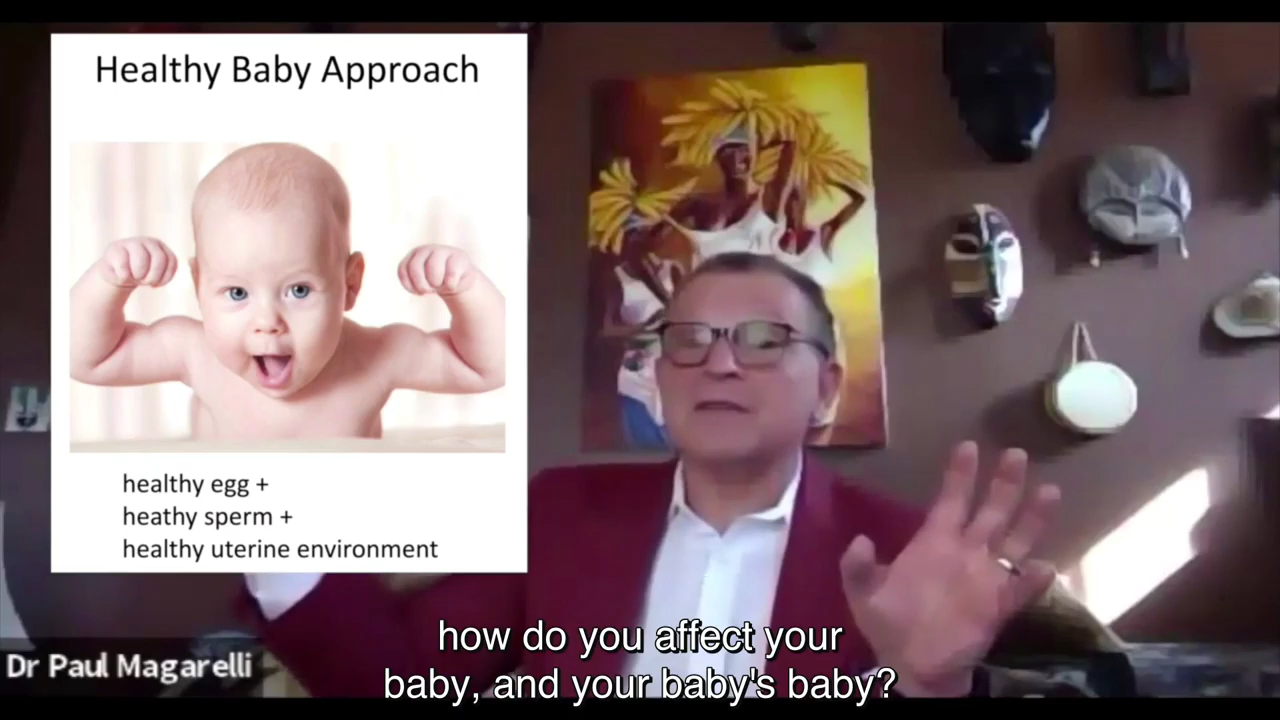 Healthy Baby Approach
healthy egg +
heathy sperm +
healthy uterine environment
how do you affect your
baby, and your baby's baby?
Dr Paul Magarelli